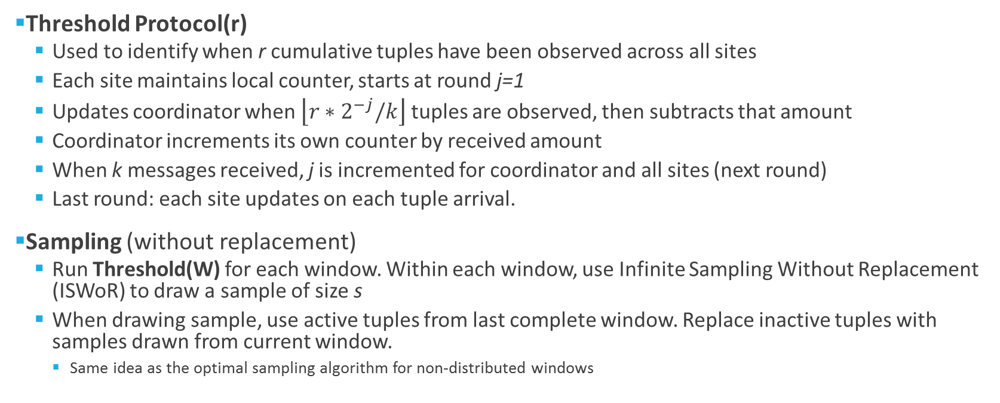 ▪Threshold Protocol(r)
▪ Used to identify when r cumulative tuples have been observed across all sites
▪ Each site maintains local counter, starts at round j=1
▪ Updates coordinator when ⌊r ∗ 2⁻ʲ/k⌋ tuples are observed, then subtracts that amount
▪ Coordinator increments its own counter by received amount
▪ When k messages received, j is incremented for coordinator and all sites (next round)
▪ Last round: each site updates on each tuple arrival.
▪Sampling (without replacement)
▪ Run Threshold(W) for each window. Within each window, use Infinite Sampling Without Replacement
(ISWoR) to draw a sample of size s
▪ When drawing sample, use active tuples from last complete window. Replace inactive tuples with
samples drawn from current window.
▪ Same idea as the optimal sampling algorithm for non-distributed windows